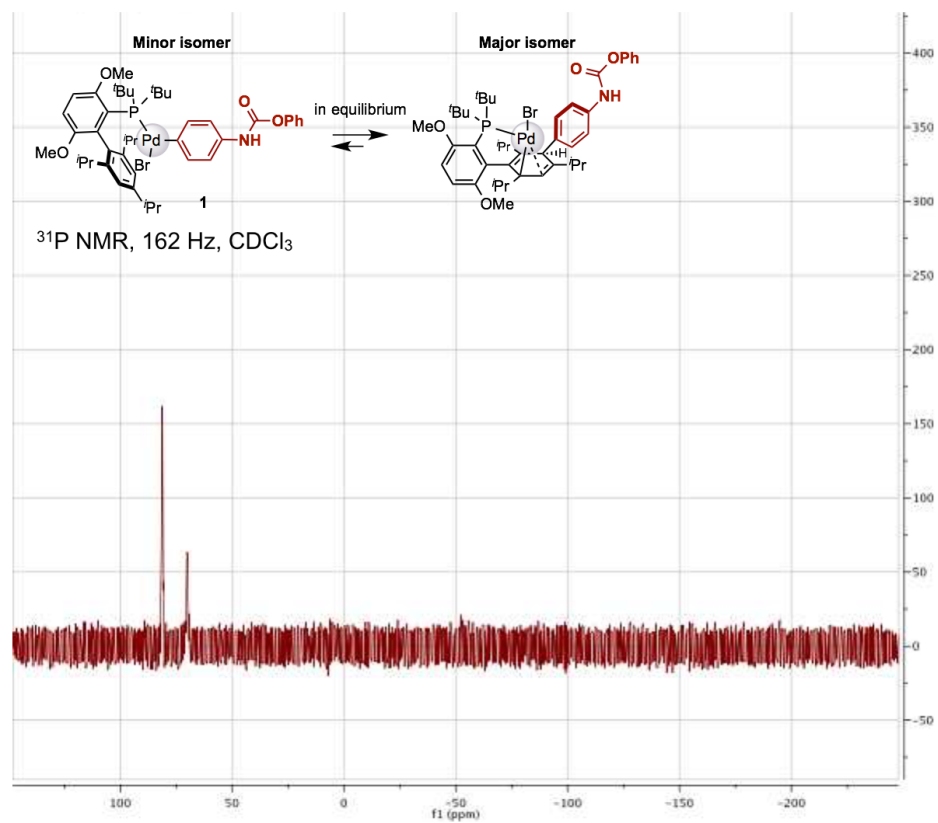 Minor isomer
Major isomer
OMe
tBu
P
tBu
iPr
Pd
O
OPh
NH
MeO
iPr
Br
iPr
1
in equilibrium
O
OPh
NH
tBu
tBu
Br
MeO
P
Pd
iPr
H
iPr
iPr
OMe
31P NMR, 162 Hz, CDCl3
400
350
300
250
200
150
100
50
0
-50
100
50
0
-50
-100
-150
-200
f1 (ppm)